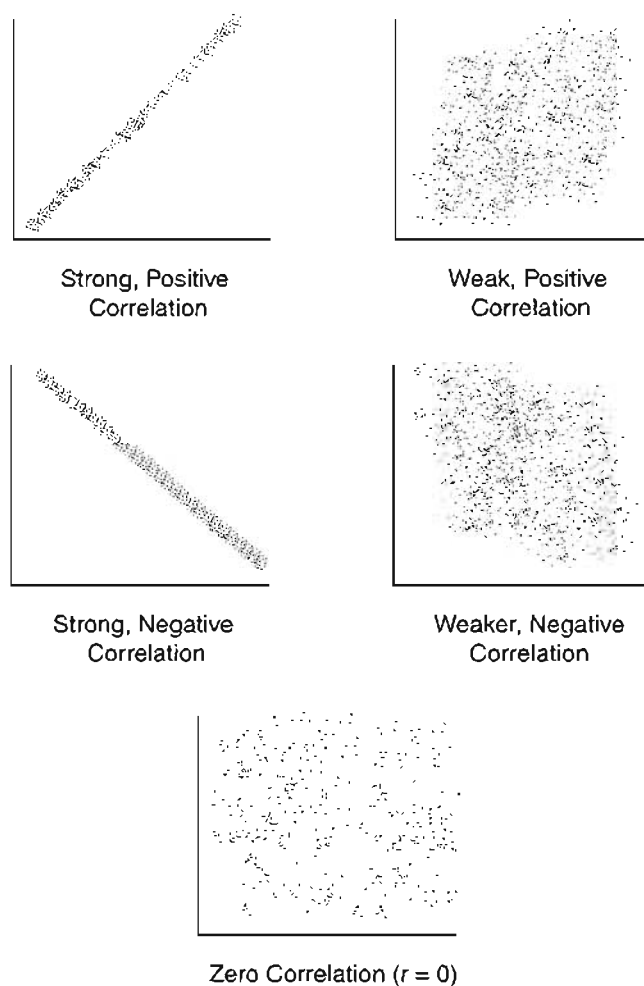 Strong, Positive
Correlation
Weak, Positive
Correlation
Strong, Negative
Correlation
Weaker, Negative
Correlation
Zero Correlation (r = 0)